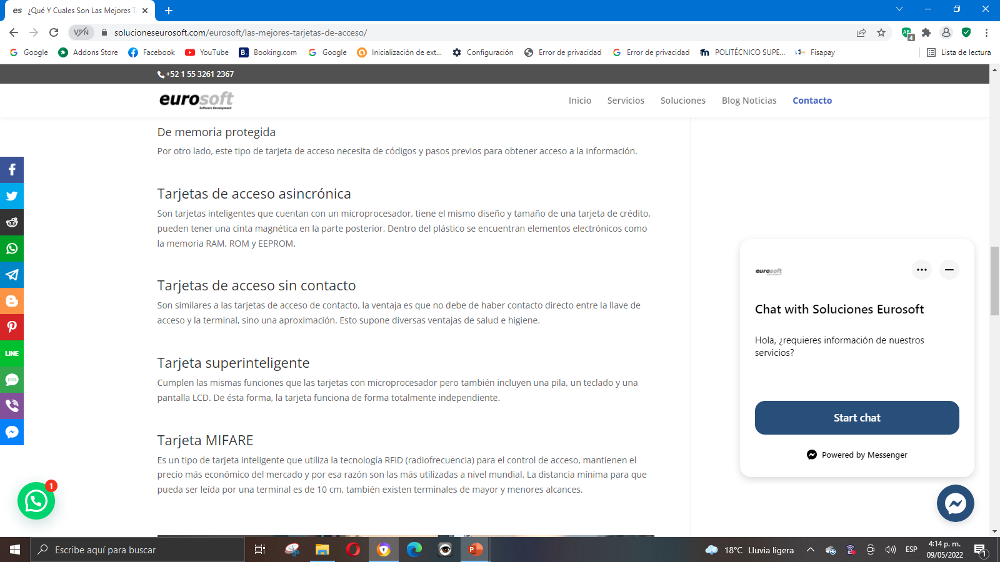 es ¿Qué Y Cuales Son Las Mejores T
VPN solucioneseurosoft.com/eurosoft/las-mejores-tarjetas-de-acceso/ 4
Google Addons Store Facebook YouTube Booking.com Google Inicialización de ext... Configuración Error de privacidad Error de privacidad POLITÉCNICO SUPE... Fisapay Lista de lectura
+52 1 55 3261 2367
eurosoft
Software Development
Inicio Servicios Soluciones Blog Noticias Contacto
De memoria protegida
Por otro lado, este tipo de tarjeta de acceso necesita de códigos y pasos previos para obtener acceso a la información.
Tarjetas de acceso asincrónica
Son tarjetas inteligentes que cuentan con un microprocesador, tiene el mismo diseño y tamaño de una tarjeta de crédito,
pueden tener una cinta magnética en la parte posterior. Dentro del plástico se encuentran elementos electrónicos como
la memoria RAM, ROM y EEPROM.
Tarjetas de acceso sin contacto
Son similares a las tarjetas de acceso de contacto, la ventaja es que no debe de haber contacto directo entre la llave de
acceso y la terminal, sino una aproximación. Esto supone diversas ventajas de salud e higiene.
Tarjeta superinteligente
Cumplen las mismas funciones que las tarjetas con microprocesador pero también incluyen una pila, un teclado y una
pantalla LCD. De ésta forma, la tarjeta funciona de forma totalmente independiente.
Tarjeta MIFARE
Es un tipo de tarjeta inteligente que utiliza la tecnología RFiD (radiofrecuencia) para el control de acceso, mantienen el
precio más económico del mercado y por esa razón son las más utilizadas a nivel mundial. La distancia mínima para que
pueda ser leída por una terminal es de 10 cm, también existen terminales de mayor y menores alcances.
LINE
SMS
1
eurosoft
Chat with Soluciones Eurosoft
Hola, ¿requieres información de nuestros
servicios?
Start chat
Powered by Messenger
Escribe aquí para buscar
18°C Lluvia ligera
ESP
4:14 p. m.
09/05/2022
1